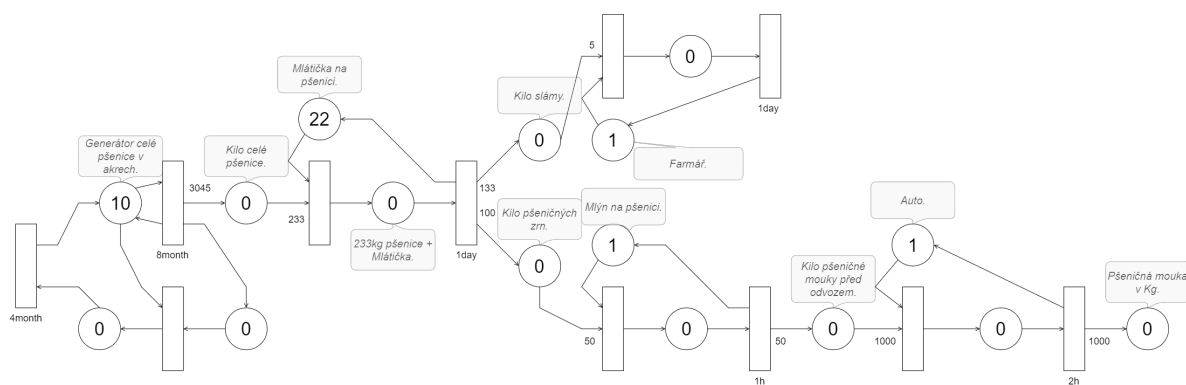 5
0
0
Mlátička na
pšenici.
22
Kilo slámy.
0
1day
1
Farmář.
Generátor celé
pšenice v
akrech.
10
3045
Kilo celé
pšenice.
0
233
0
233kg pšenice +
Mlátička.
133
100
1day
Kilo pšeničných
zrn.
0
Mlýn na pšenici.
1
Auto.
1
8month
4month
0
0
50
0
1h
50
Kilo pšeničné
mouky před
odvozem.
0
1000
0
2h
1000
Pšeničná mouka
v Kg.
0